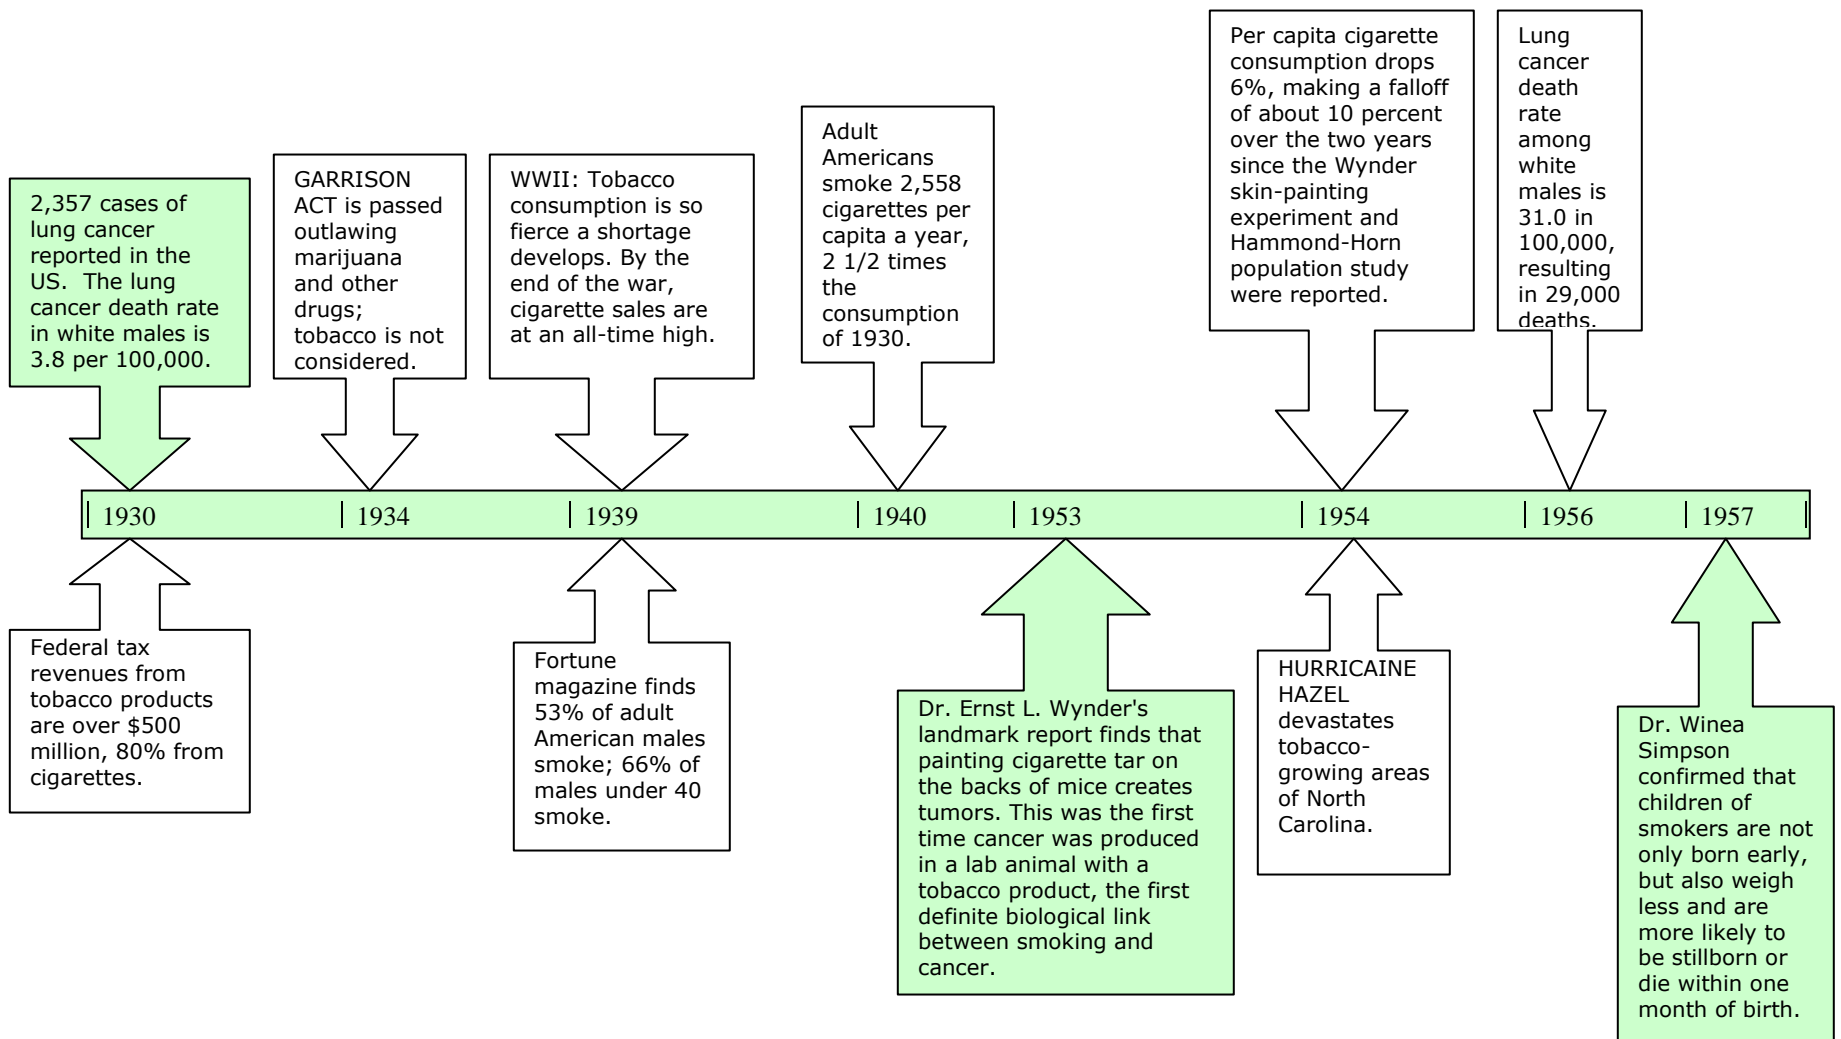 2,357 cases of
lung cancer
reported in the
US.  The lung
cancer death rate
in white males is
3.8 per 100,000.
GARRISON
ACT is passed
outlawing
marijuana
and other
drugs;
tobacco is not
considered.
WWII: Tobacco
consumption is so
fierce a shortage
develops. By the
end of the war,
cigarette sales are
at an all-time high.
Adult
Americans
smoke 2,558
cigarettes per
capita a year,
2 1/2 times
the
consumption
of 1930.
Per capita cigarette
consumption drops
6%, making a falloff
of about 10 percent
over the two years
since the Wynder
skin-painting
experiment and
Hammond-Horn
population study
were reported.
Lung
cancer
death
rate
among
white
males is
31.0 in
100,000,
resulting
in 29,000
deaths.
1930
1934
1939
1940
1953
1954
1956
1957
Federal tax
revenues from
tobacco products
are over $500
million, 80% from
cigarettes.
Fortune
magazine finds
53% of adult
American males
smoke; 66% of
males under 40
smoke.
Dr. Ernst L. Wynder's
landmark report finds that
painting cigarette tar on
the backs of mice creates
tumors. This was the first
time cancer was produced
in a lab animal with a
tobacco product, the first
definite biological link
between smoking and
cancer.
HURRICAINE
HAZEL
devastates
tobacco-
growing areas
of North
Carolina.
Dr. Winea
Simpson
confirmed that
children of
smokers are not
only born early,
but also weigh
less and are
more likely to
be stillborn or
die within one
month of birth.